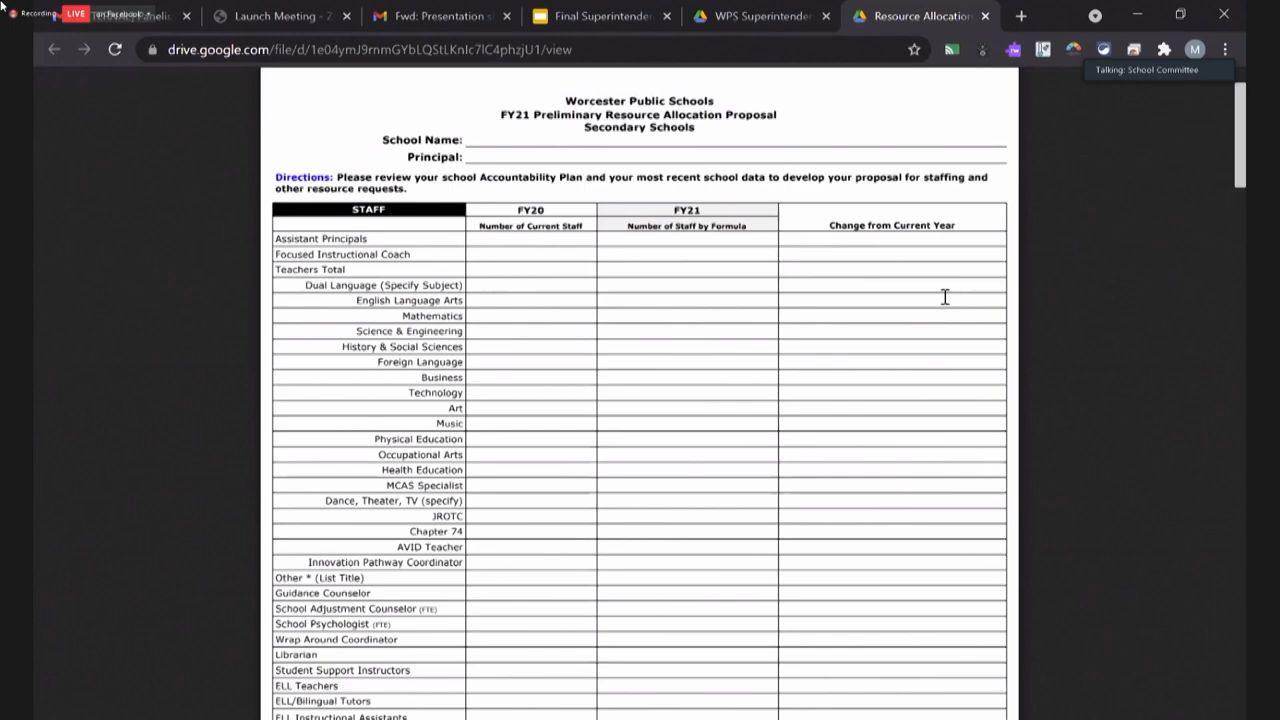 Recording
LIVE
on Facebook
Launch Meeting - Z
Fwd: Presentation s
Final Superintender
WPS Superintender
Resource Allocation
drive.google.com/file/d/1e04ymJ9rnmGYbLQStLKnIc7lC4phzjU1/view
M
Talking: School Committee
Worcester Public Schools
FY21 Preliminary Resource Allocation Proposal
Secondary Schools
School Name:
Principal:
Directions: Please review your school Accountability Plan and your most recent school data to develop your proposal for staffing and
other resource requests.
STAFF FY20 FY21
Number of Current Staff Number of Staff by Formula Change from Current Year
Assistant Principals
Focused Instructional Coach
Teachers Total
Dual Language (Specify Subject)
English Language Arts
Mathematics
Science & Engineering
History & Social Sciences
Foreign Language
Business
Technology
Art
Music
Physical Education
Occupational Arts
Health Education
MCAS Specialist
Dance, Theater, TV (specify)
JROTC
Chapter 74
AVID Teacher
Innovation Pathway Coordinator
Other * (List Title)
Guidance Counselor
School Adjustment Counselor (FTE)
School Psychologist (FTE)
Wrap Around Coordinator
Librarian
Student Support Instructors
ELL Teachers
ELL/Bilingual Tutors
ELL Instructional Assistants